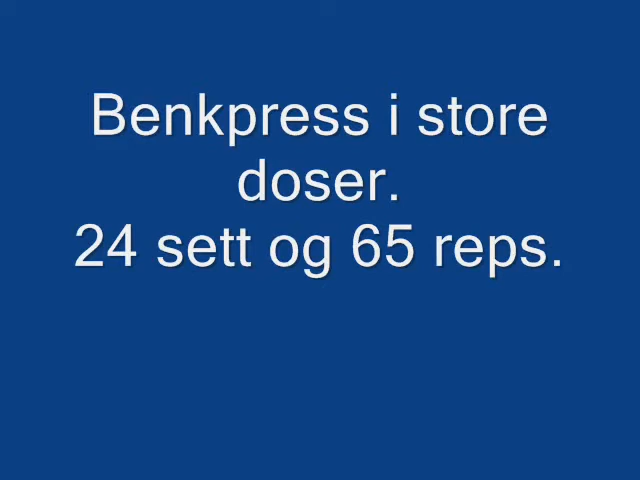 Benkpress i store
doser.
24 sett og 65 reps.